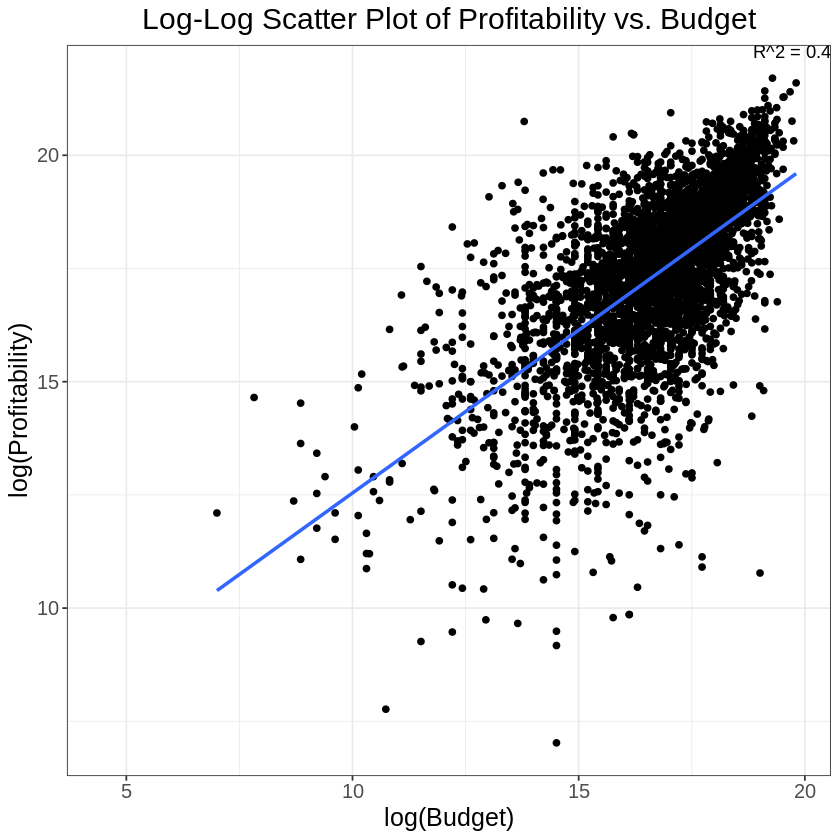 Log-Log Scatter Plot of Profitability vs. Budget
R^2 = 0.4
20
15
10
log(Profitability)
5
10
15
20
log(Budget)